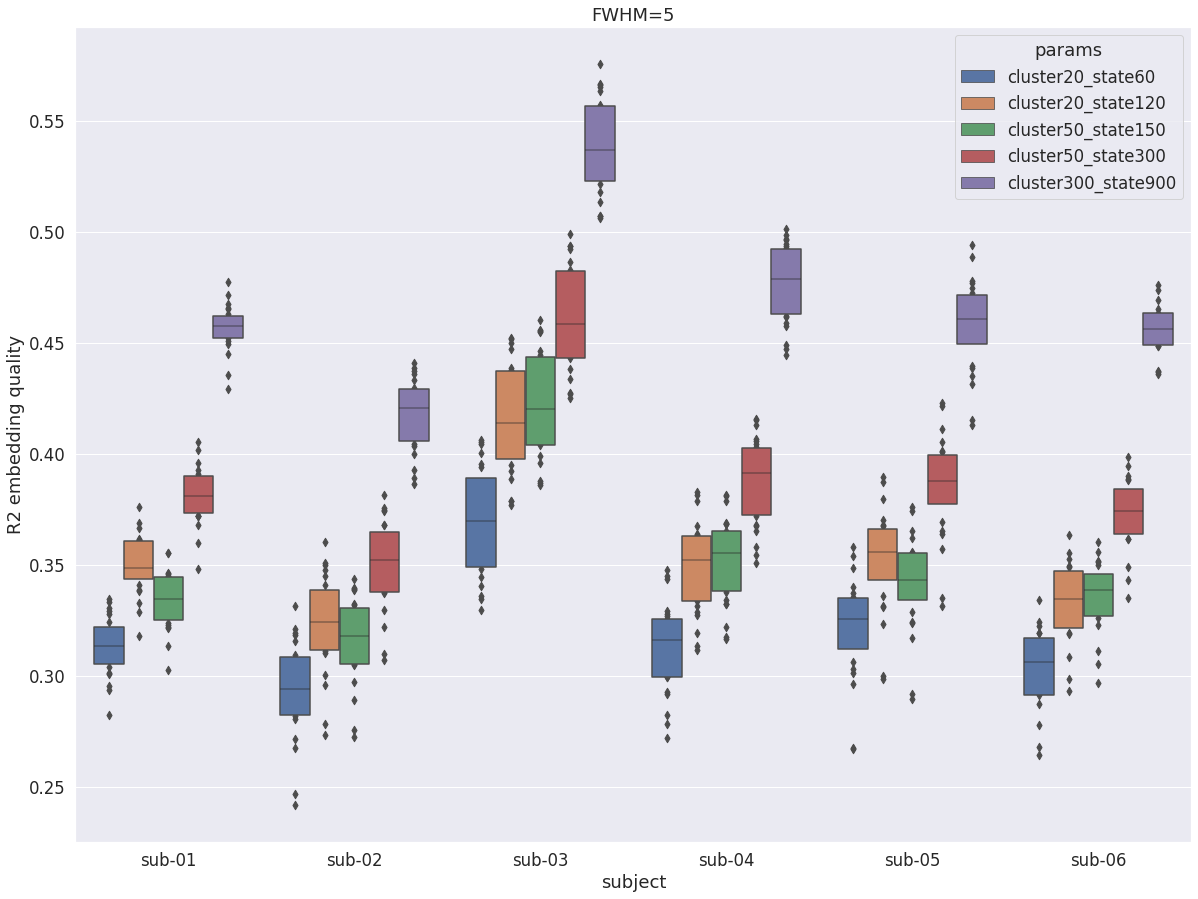 FWHM=5
params
cluster20_state60
cluster20_state120
cluster50_state150
cluster50_state300
cluster300_state900
R2 embedding quality
0.55
0.50
0.45
0.40
0.35
0.30
0.25
sub-01 sub-02 sub-03 sub-04 sub-05 sub-06
subject